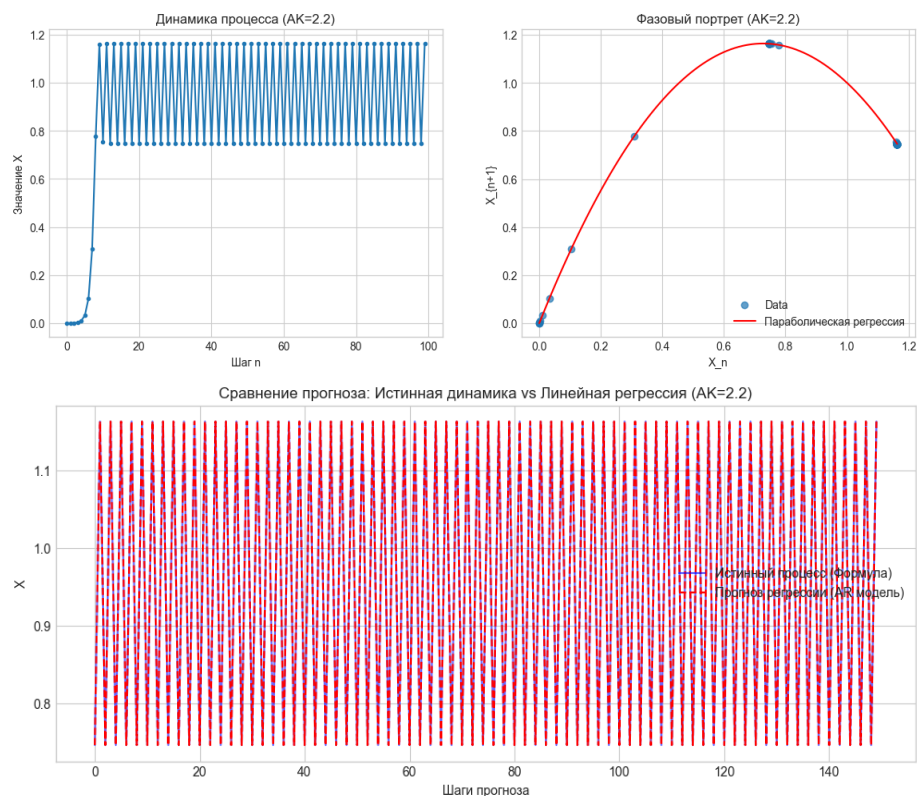 Динамика процесса (AK=2.2)
Значение X
1.2
1.0
0.8
0.6
0.4
0.2
0.0
0 20 40 60 80 100
Шаг n
Фазовый портрет (AK=2.2)
X_{n+1}
1.2
1.0
0.8
0.6
0.4
0.2
0.0
Data
Параболическая регрессия
0.0 0.2 0.4 0.6 0.8 1.0 1.2
X_n
Сравнение прогноза: Истинная динамика vs Линейная регрессия (AK=2.2)
X
1.1
1.0
0.9
0.8
Истинный процесс (Формула)
Прогноз регрессии (AR модель)
0 20 40 60 80 100 120 140
Шаги прогноза